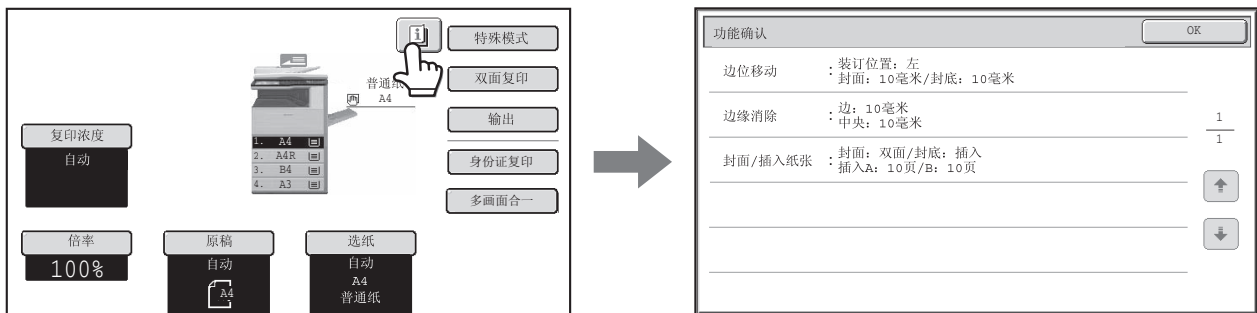 特殊模式
双面复印
输出
身份证复印
多画面合一
普通纸
A4
1. A4
2. A4R
3. B4
4. A3
复印浓度
自动
倍率
100%
原稿
自动
A4
选纸
自动
A4
普通纸
功能确认
OK
边位移动 : 装订位置: 左
封面: 10毫米/封底: 10毫米
边缘消除 : 边: 10毫米
中央: 10毫米
封面/插入纸张 : 封面: 双面/封底: 插入
插入A: 10页/B: 10页
1
1